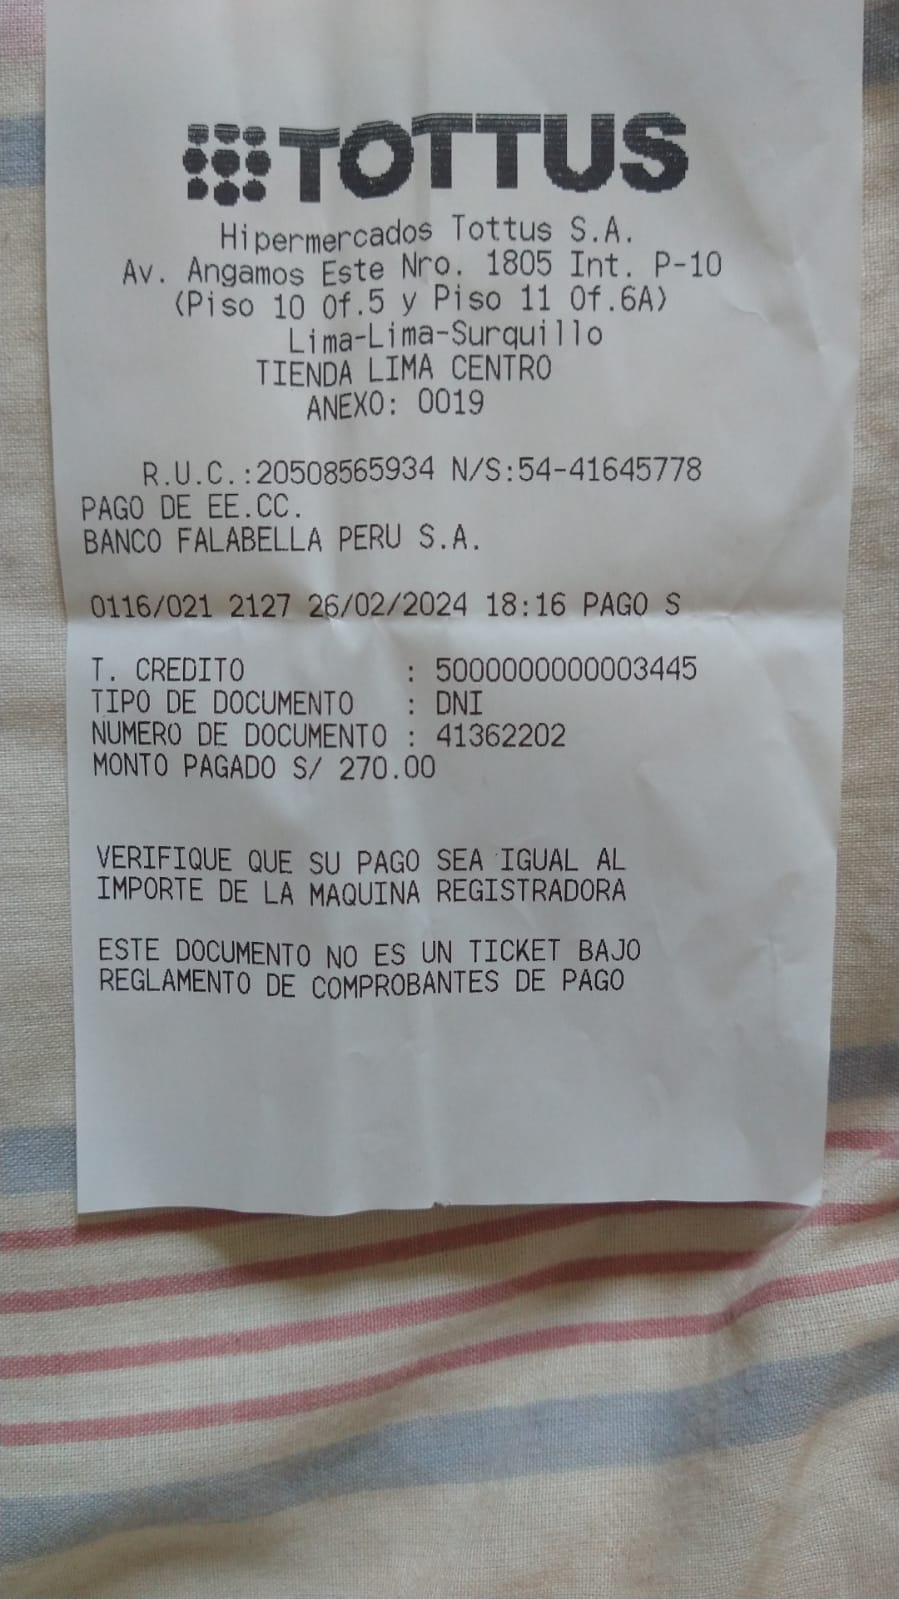 TOTTUS
Hipermercados Tottus S.A.
Av. Angamos Este Nro. 1805 Int. P-10
(Piso 10 Of.5 y Piso 11 Of.6A)
Lima-Lima-Surquillo
TIENDA LIMA CENTRO
ANEXO: 0019
R.U.C.:20508565934 N/S:54-41645778
PAGO DE EE.CC.
BANCO FALABELLA PERU S.A.
0116/021 2127 26/02/2024 18:16 PAGO S
T. CREDITO : 5000000000003445
TIPO DE DOCUMENTO : DNI
NUMERO DE DOCUMENTO : 41362202
MONTO PAGADO S/ 270.00
VERIFIQUE QUE SU PAGO SEA IGUAL AL
IMPORTE DE LA MAQUINA REGISTRADORA
ESTE DOCUMENTO NO ES UN TICKET BAJO
REGLAMENTO DE COMPROBANTES DE PAGO